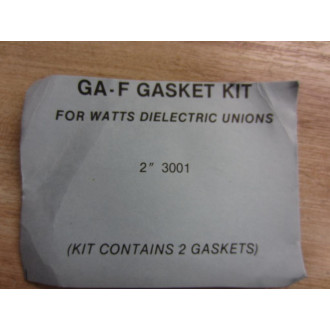 GA-F GASKET KIT
FOR WATTS DIELECTRIC UNIONS
2" 3001
(KIT CONTAINS 2 GASKETS)